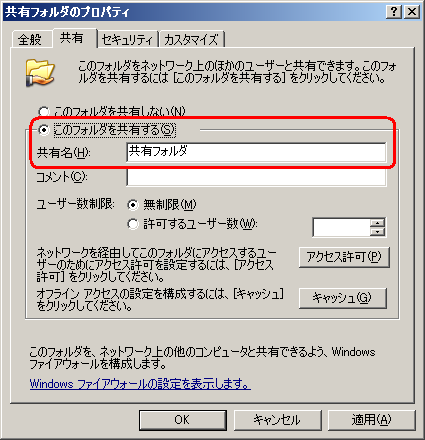 共有フォルダのプロパティ
全般 共有 セキュリティ カスタマイズ
このフォルダをネットワーク上のほかのユーザーと共有できます。このフォ
ルダを共有するには [このフォルダを共有する] をクリックしてください。
このフォルダを共有しない(N)
このフォルダを共有する(S)
共有名(H): 共有フォルダ
コメント(C):
ユーザー数制限: 無制限(M)
許可するユーザー数(W):
ネットワークを経由してこのフォルダにアクセスするユー
ザーのためにアクセス許可を設定するには、[アクセス
許可] をクリックしてください。
アクセス許可(P)
オフライン アクセスの設定を構成するには、[キャッシュ]
をクリックしてください。
キャッシュ(G)
このフォルダを、ネットワーク上の他のコンピュータと共有できるよう、Windows
ファイアウォールを構成します。
Windows ファイアウォールの設定を表示します。
OK キャンセル 適用(A)